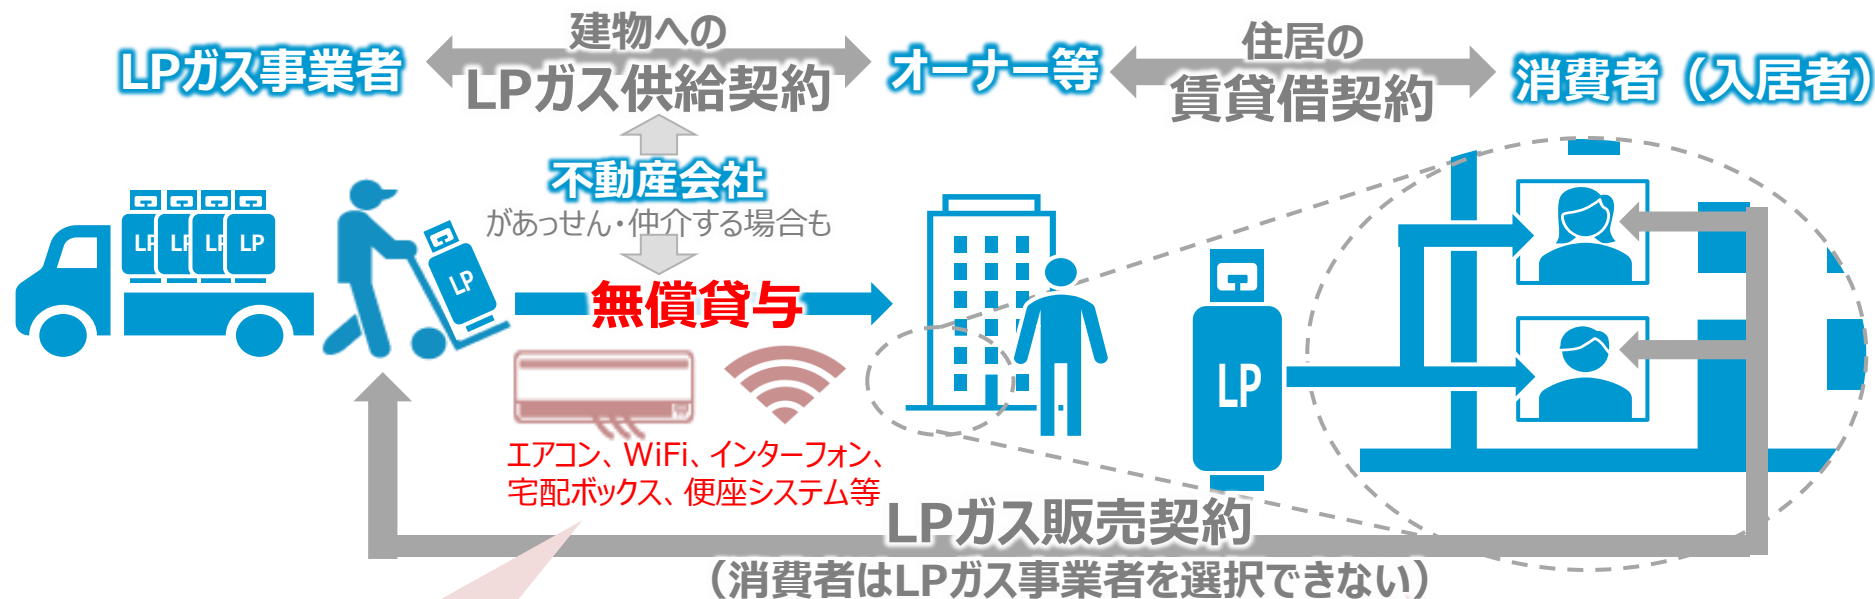 建物への
LPガス事業者
LPガス供給契約
オーナー等
住居の
賃貸借契約
消費者（入居者）
不動産会社
があっせん・仲介する場合も
LP
LP
LP
LP
LP
無償貸与
エアコン、WiFi、インターフォン、
宅配ボックス、便座システム等
LP
LPガス販売契約
（消費者はLPガス事業者を選択できない）